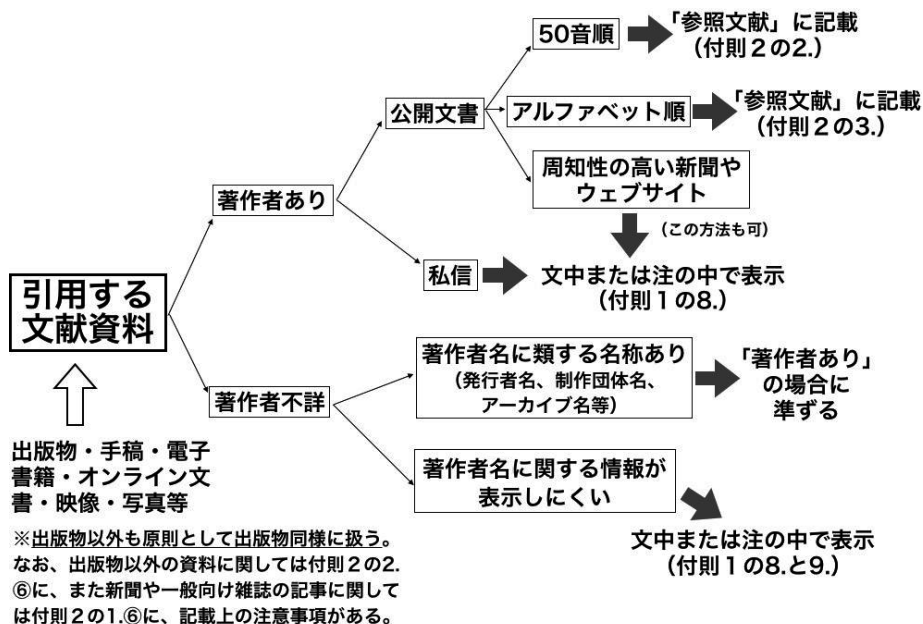 50音順
「参照文献」に記載
（付則２の2.）
公開文書
アルファベット順
「参照文献」に記載
（付則２の3.）
周知性の高い新聞や
ウェブサイト
（この方法も可）
著作者あり
私信
文中または注の中で表示
（付則１の8.）
引用する
文献資料
著作者名に類する名称あり
（発行者名、制作団体名、
アーカイブ名等）
「著作者あり」
の場合に
準ずる
著作者不詳
出版物・手稿・電子
書籍・オンライン文
書・映像・写真等
著作者名に関する情報が
表示しにくい
文中または注の中で表示
（付則１の8.と9.）
※出版物以外も原則として出版物同様に扱う。
なお、出版物以外の資料に関しては付則２の2.
⑥に、また新聞や一般向け雑誌の記事に関して
は付則２の1.⑥に、記載上の注意事項がある。